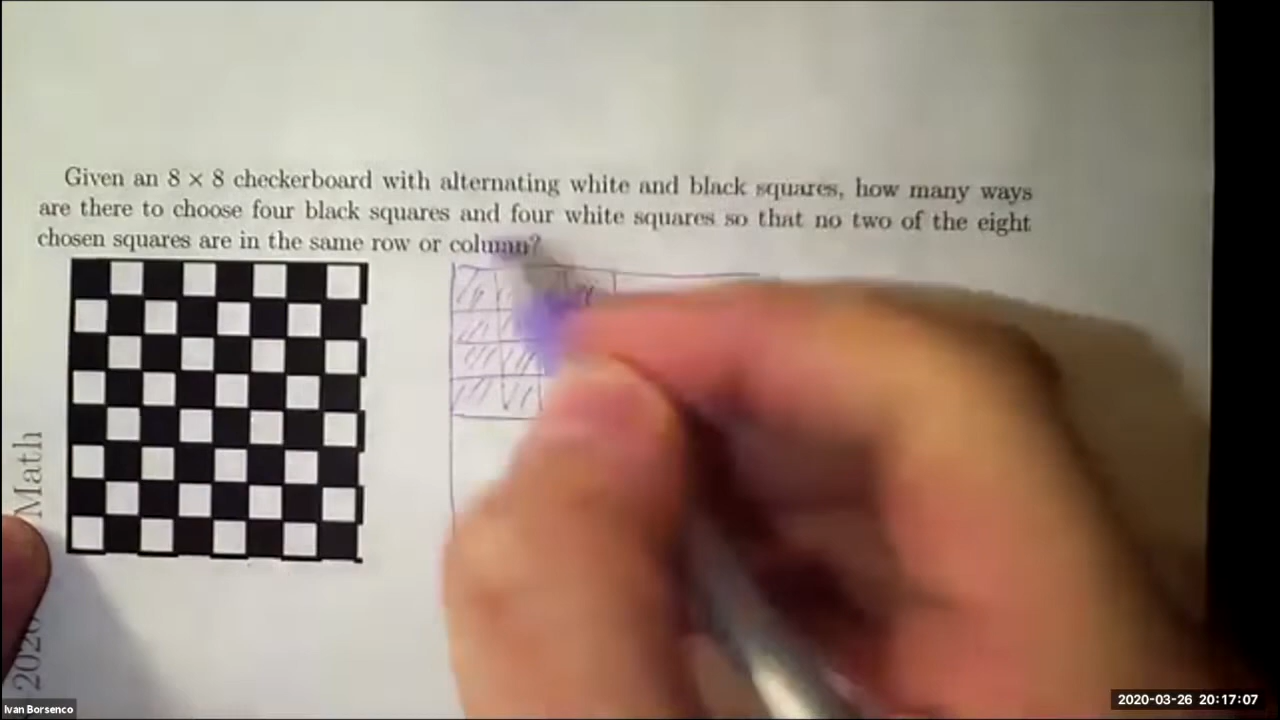 Given an 8 × 8 checkerboard with alternating white and black squares, how many ways
are there to choose four black squares and four white squares so that no two of the eight
chosen squares are in the same row or column?
2020 Math
Ivan Borsenco
2020-03-26 20:17:07